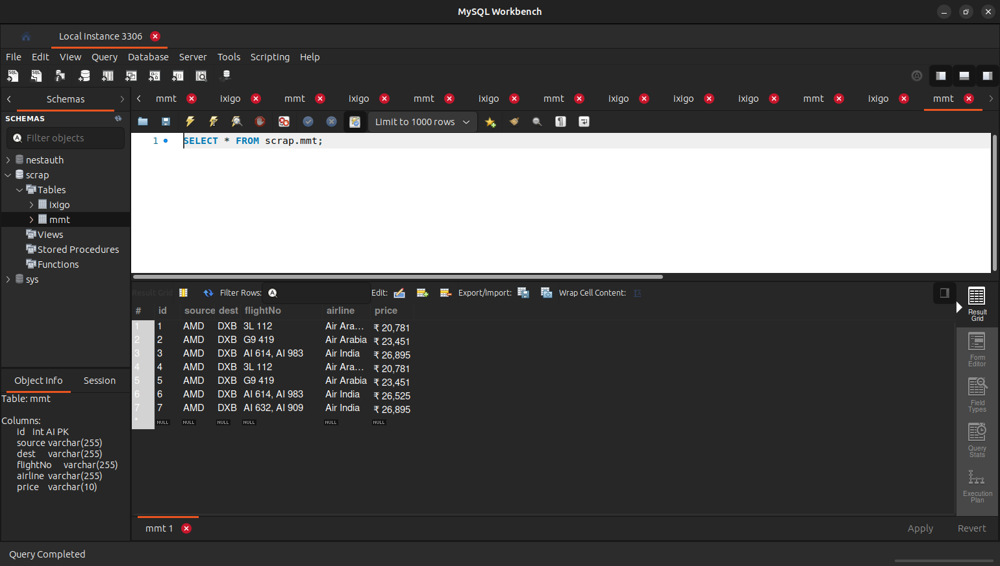 MySQL Workbench
Local Instance 3306
File Edit View Query Database Server Tools Scripting Help
Schemas
mmt ixigo mmt ixigo mmt ixigo mmt ixigo ixigo ixigo mmt ixigo mmt
SCHEMAS
Limit to 1000 rows
Filter objects
1 SELECT * FROM scrap.mmt;
nestauth
scrap
Tables
ixigo
mmt
Views
Stored Procedures
Functions
sys
Result Grid Filter Rows: Edit: Export/Import: Wrap Cell Content:
# id source dest flightNo airline price
1 1 AMD DXB 3L 112 Air Ara... ₹ 20,781
2 2 AMD DXB G9 419 Air Arabia ₹ 23,451
3 3 AMD DXB AI 614, AI 983 Air India ₹ 26,895
4 4 AMD DXB 3L 112 Air Ara... ₹ 20,781
5 5 AMD DXB G9 419 Air Arabia ₹ 23,451
6 6 AMD DXB AI 614, AI 983 Air India ₹ 26,525
7 7 AMD DXB AI 632, AI 909 Air India ₹ 26,895
* NULL NULL NULL NULL NULL NULL
Result
Grid
Form
Editor
Field
Types
Query
Stats
Execution
Plan
Object Info Session
Table: mmt
Columns:
id int AI PK
source varchar(255)
dest varchar(255)
flightNo varchar(255)
airline varchar(255)
price varchar(10)
mmt 1
Apply Revert
Query Completed